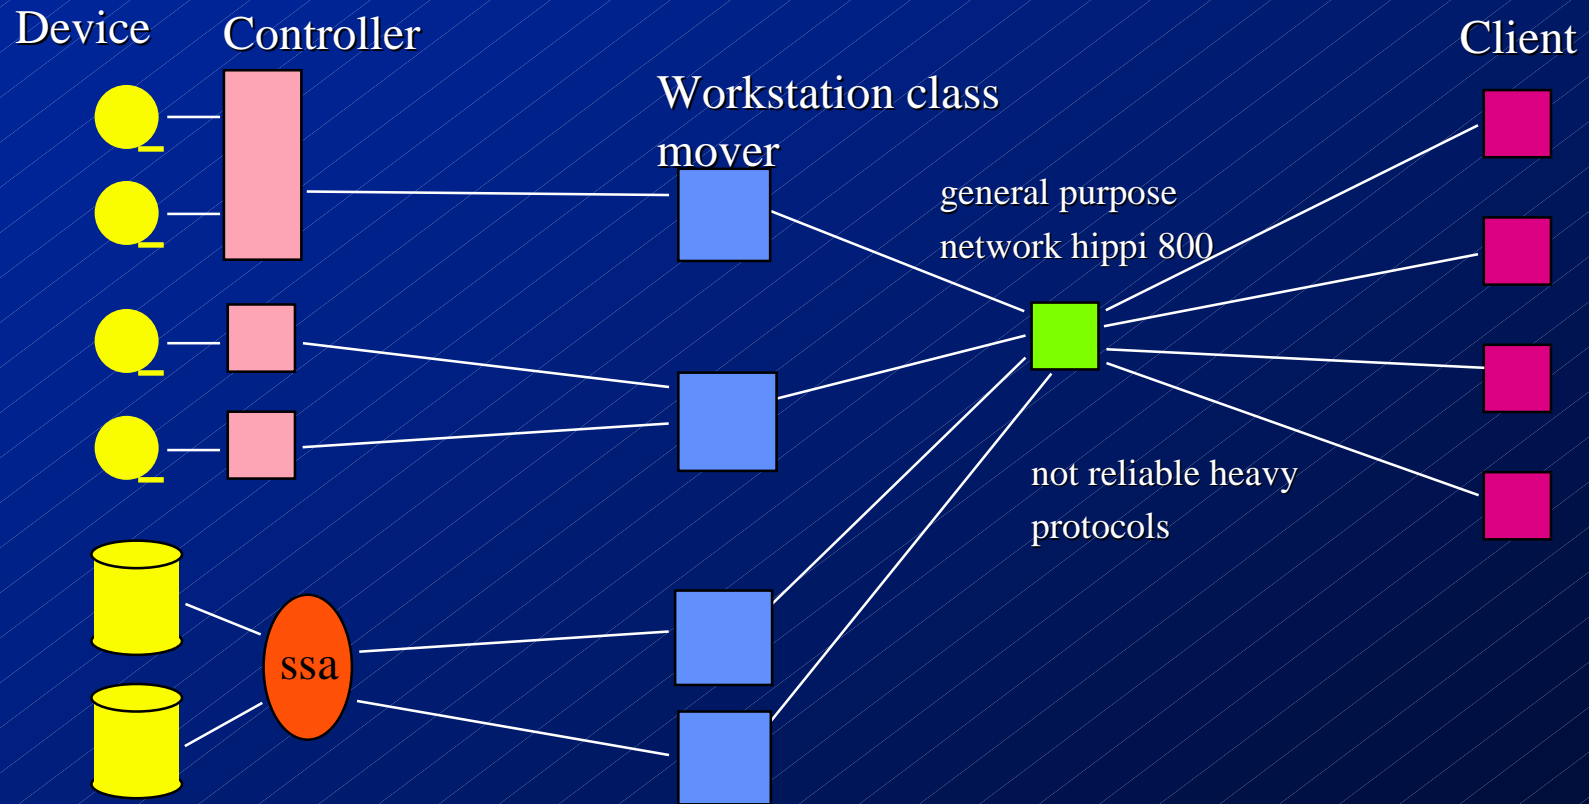 Device
Controller
Client
Workstation class
mover
general purpose
network hippi 800
not reliable heavy
protocols
ssa